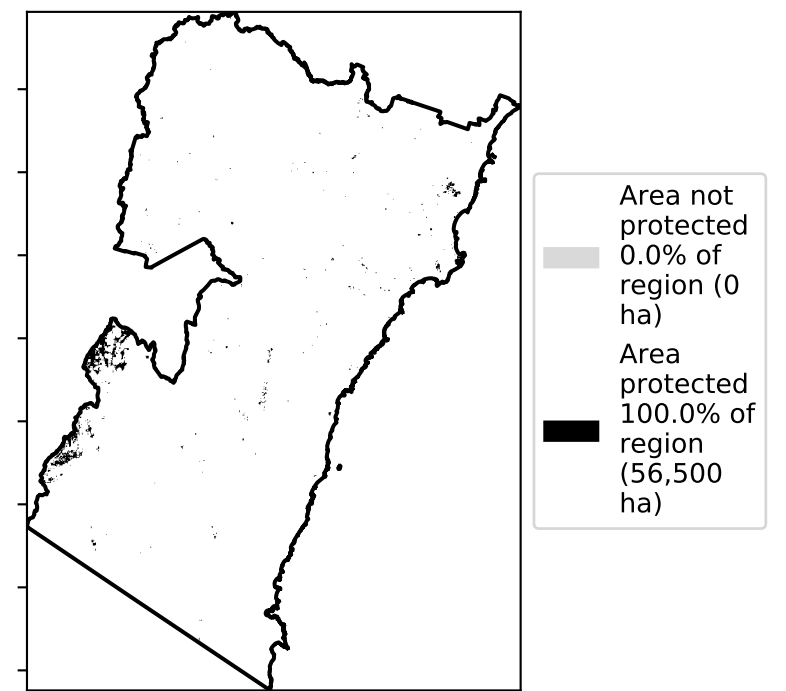 Area not
protected
0.0% of
region (0
ha)
Area
protected
100.0% of
region
(56,500
ha)